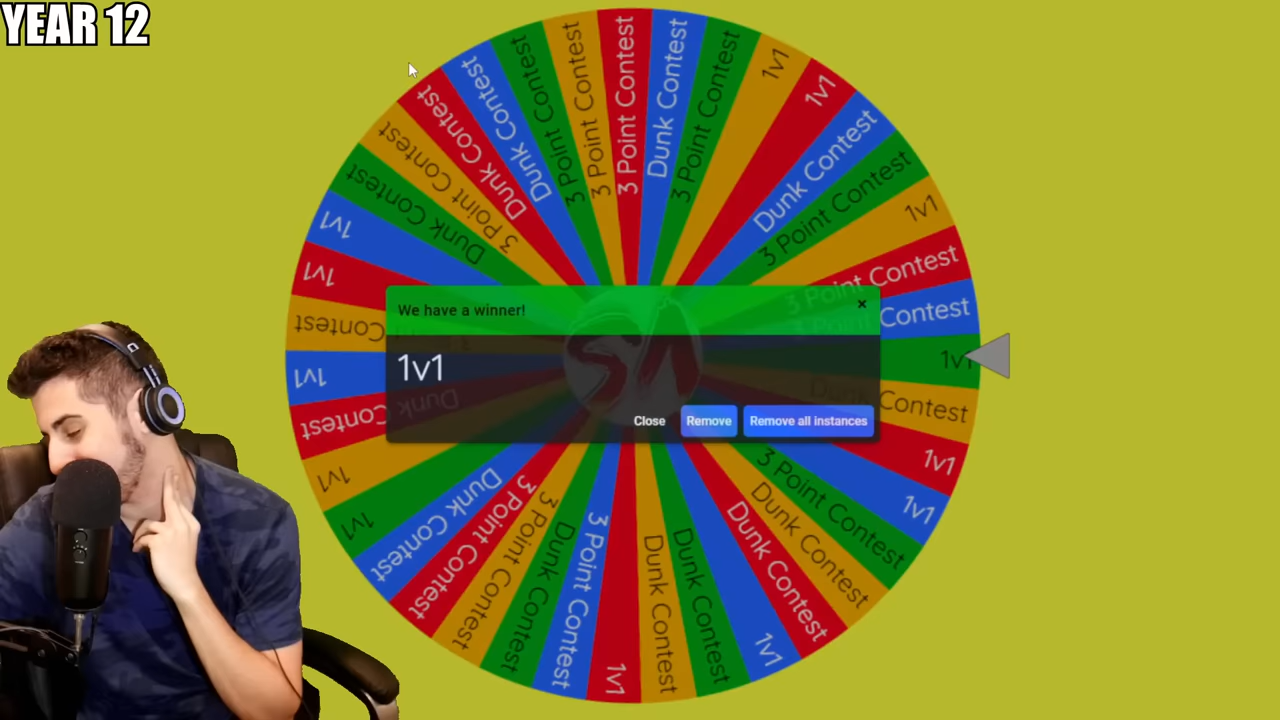 YEAR 12
3 Point Contest
Dunk Contest
3 Point Contest
1v1
1v1
Dunk Contest
3 Point Contest
1v1
3 Point Contest
3 Point Contest
1v1
Dunk Contest
1v1
1v1
3 Point Contest
Dunk Contest
Dunk Contest
1v1
Dunk Contest
Dunk Contest
1v1
3 Point Contest
Dunk Contest
3 Point Contest
3 Point Contest
Dunk Contest
1v1
1v1
Dunk Contest
1v1
Contest
1v1
1v1
Dunk Contest
3 Point Contest
Dunk Contest
Dunk Contest
3 Point Contest
3 Point Contest
We have a winner!
×
1v1
Close
Remove
Remove all instances